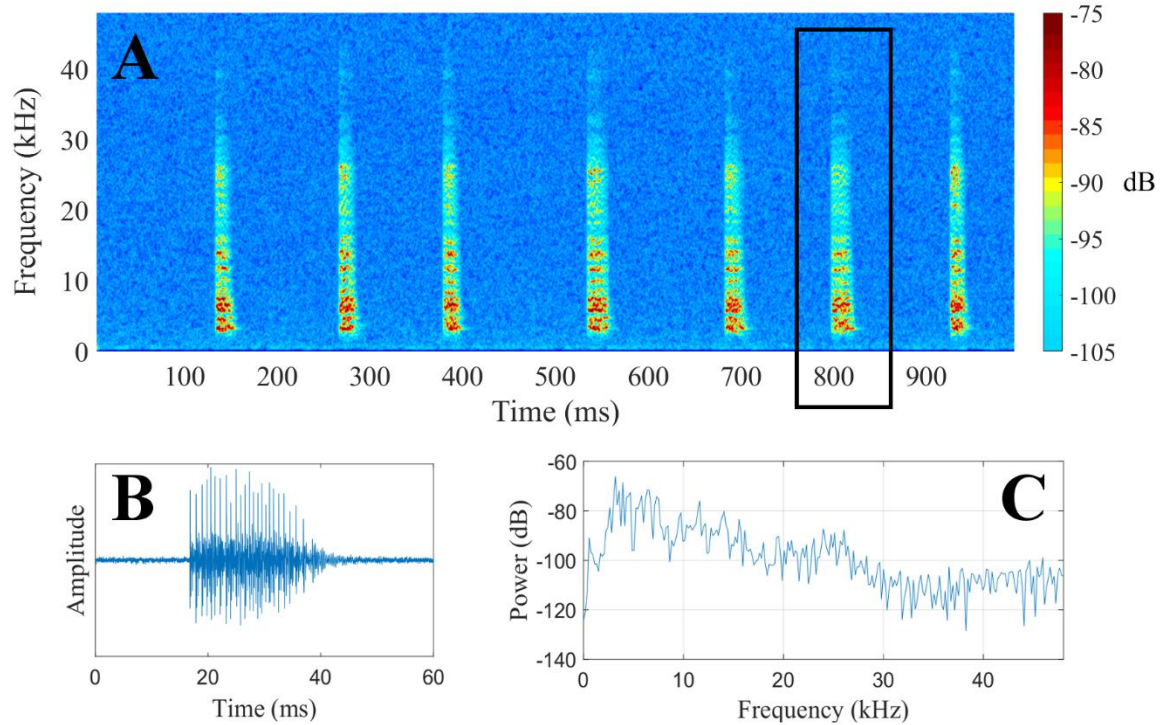 A
Frequency (kHz)
40
30
20
10
0
100 200 300 400 500 600 700 800 900
Time (ms)
-75
-80
-85
-90
-95
-100
-105
dB
B
Amplitude
0 20 40 60
Time (ms)
C
Power (dB)
-60
-80
-100
-120
-140
0 10 20 30 40
Frequency (kHz)